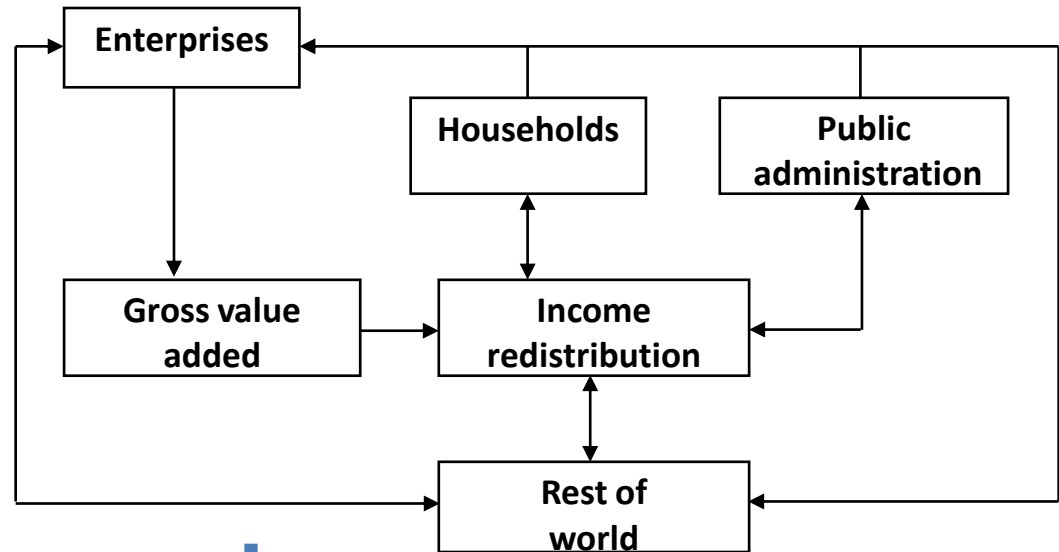 Enterprises
Households
Public
administration
Gross value
added
Income
redistribution
Rest of
world